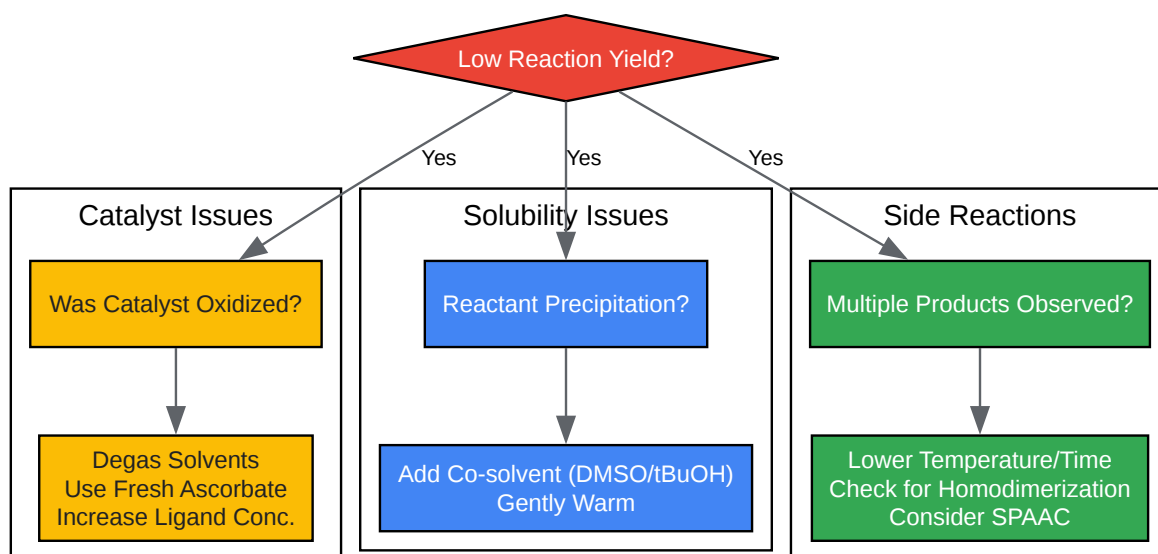 Low Reaction Yield?
Yes
Yes
Yes
Catalyst Issues
Solubility Issues
Side Reactions
Was Catalyst Oxidized?
Reactant Precipitation?
Multiple Products Observed?
Degas Solvents
Use Fresh Ascorbate
Increase Ligand Conc.
Add Co-solvent (DMSO/tBuOH)
Gently Warm
Lower Temperature/Time
Check for Homodimerization
Consider SPAAC